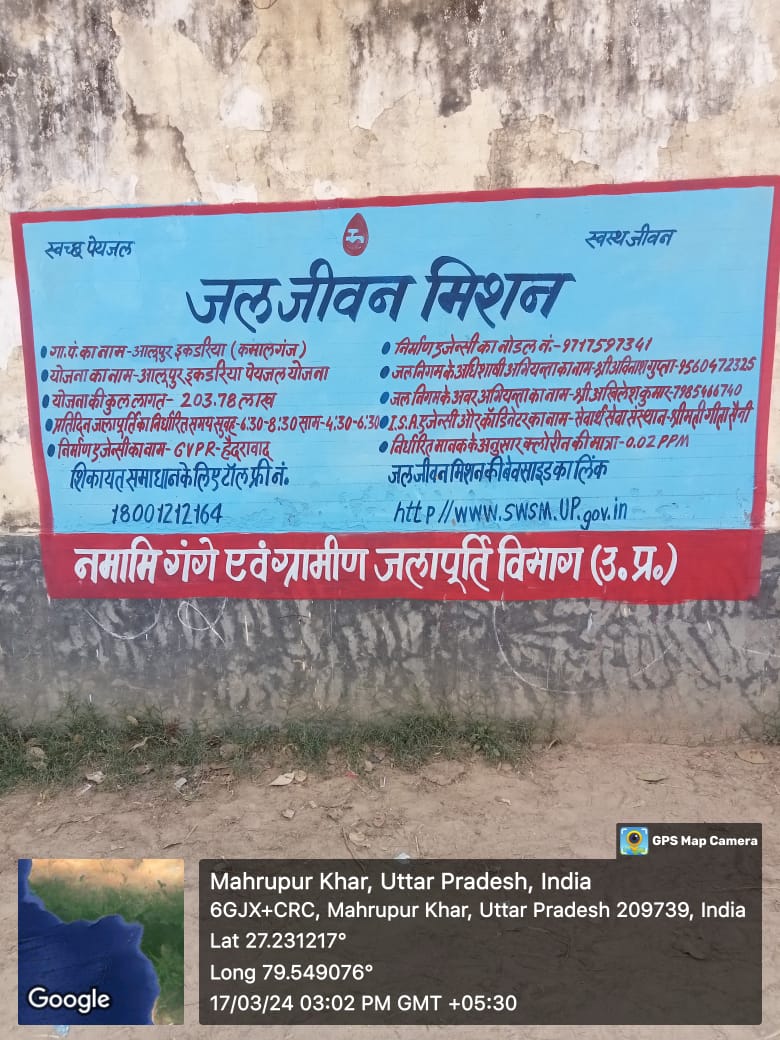 स्वच्छ पेयजल
स्वस्थ जीवन
जल जीवन मिशन
गा.पं. का नाम-आलूपुर इकडरिया (कमालगंज)
योजना का नाम-आलूपुर इकडरिया पेयजल योजना
योजना की कुल लागत- 203.78 लाख
प्रतिदिन जलापूर्ति का निर्धारित समय सुवह-6:30-8:30 साम-4:30-6:30
निर्माण एजेन्सी का नाम-GVPR-हैदरावाद्
शिकायत समाधान के लिए टॉल फ्री नं.
18001212164
निर्माण एजेन्सी का नोडल नं-9717597341
जल निगम के अधिशाषी अभियन्ता का नाम-श्री अविनाश गुप्ता-9560472325
जल निगम के अवर अभियन्ता का नाम-श्री अखिलेश कुमार-7985466740
I.S.A. एजेन्सी और कॉडिनेटर का नाम-सेवार्थ सेवा संस्थान-श्रीमती गीता सैनी
निर्धारित मानक के अनुसार क्लोरीन की मात्रा-0.02 PPM
जल जीवन मिशन की वेवसाइड का लिंक
http//www.swsm.UP.gov.in
नमामि गंगे एवं ग्रामीण जलापूर्ति विभाग (उ.प्र.)
GPS Map Camera
Mahrupur Khar, Uttar Pradesh, India
6GJX+CRC, Mahrupur Khar, Uttar Pradesh 209739, India
Lat 27.231217°
Long 79.549076°
17/03/24 03:02 PM GMT +05:30
Google